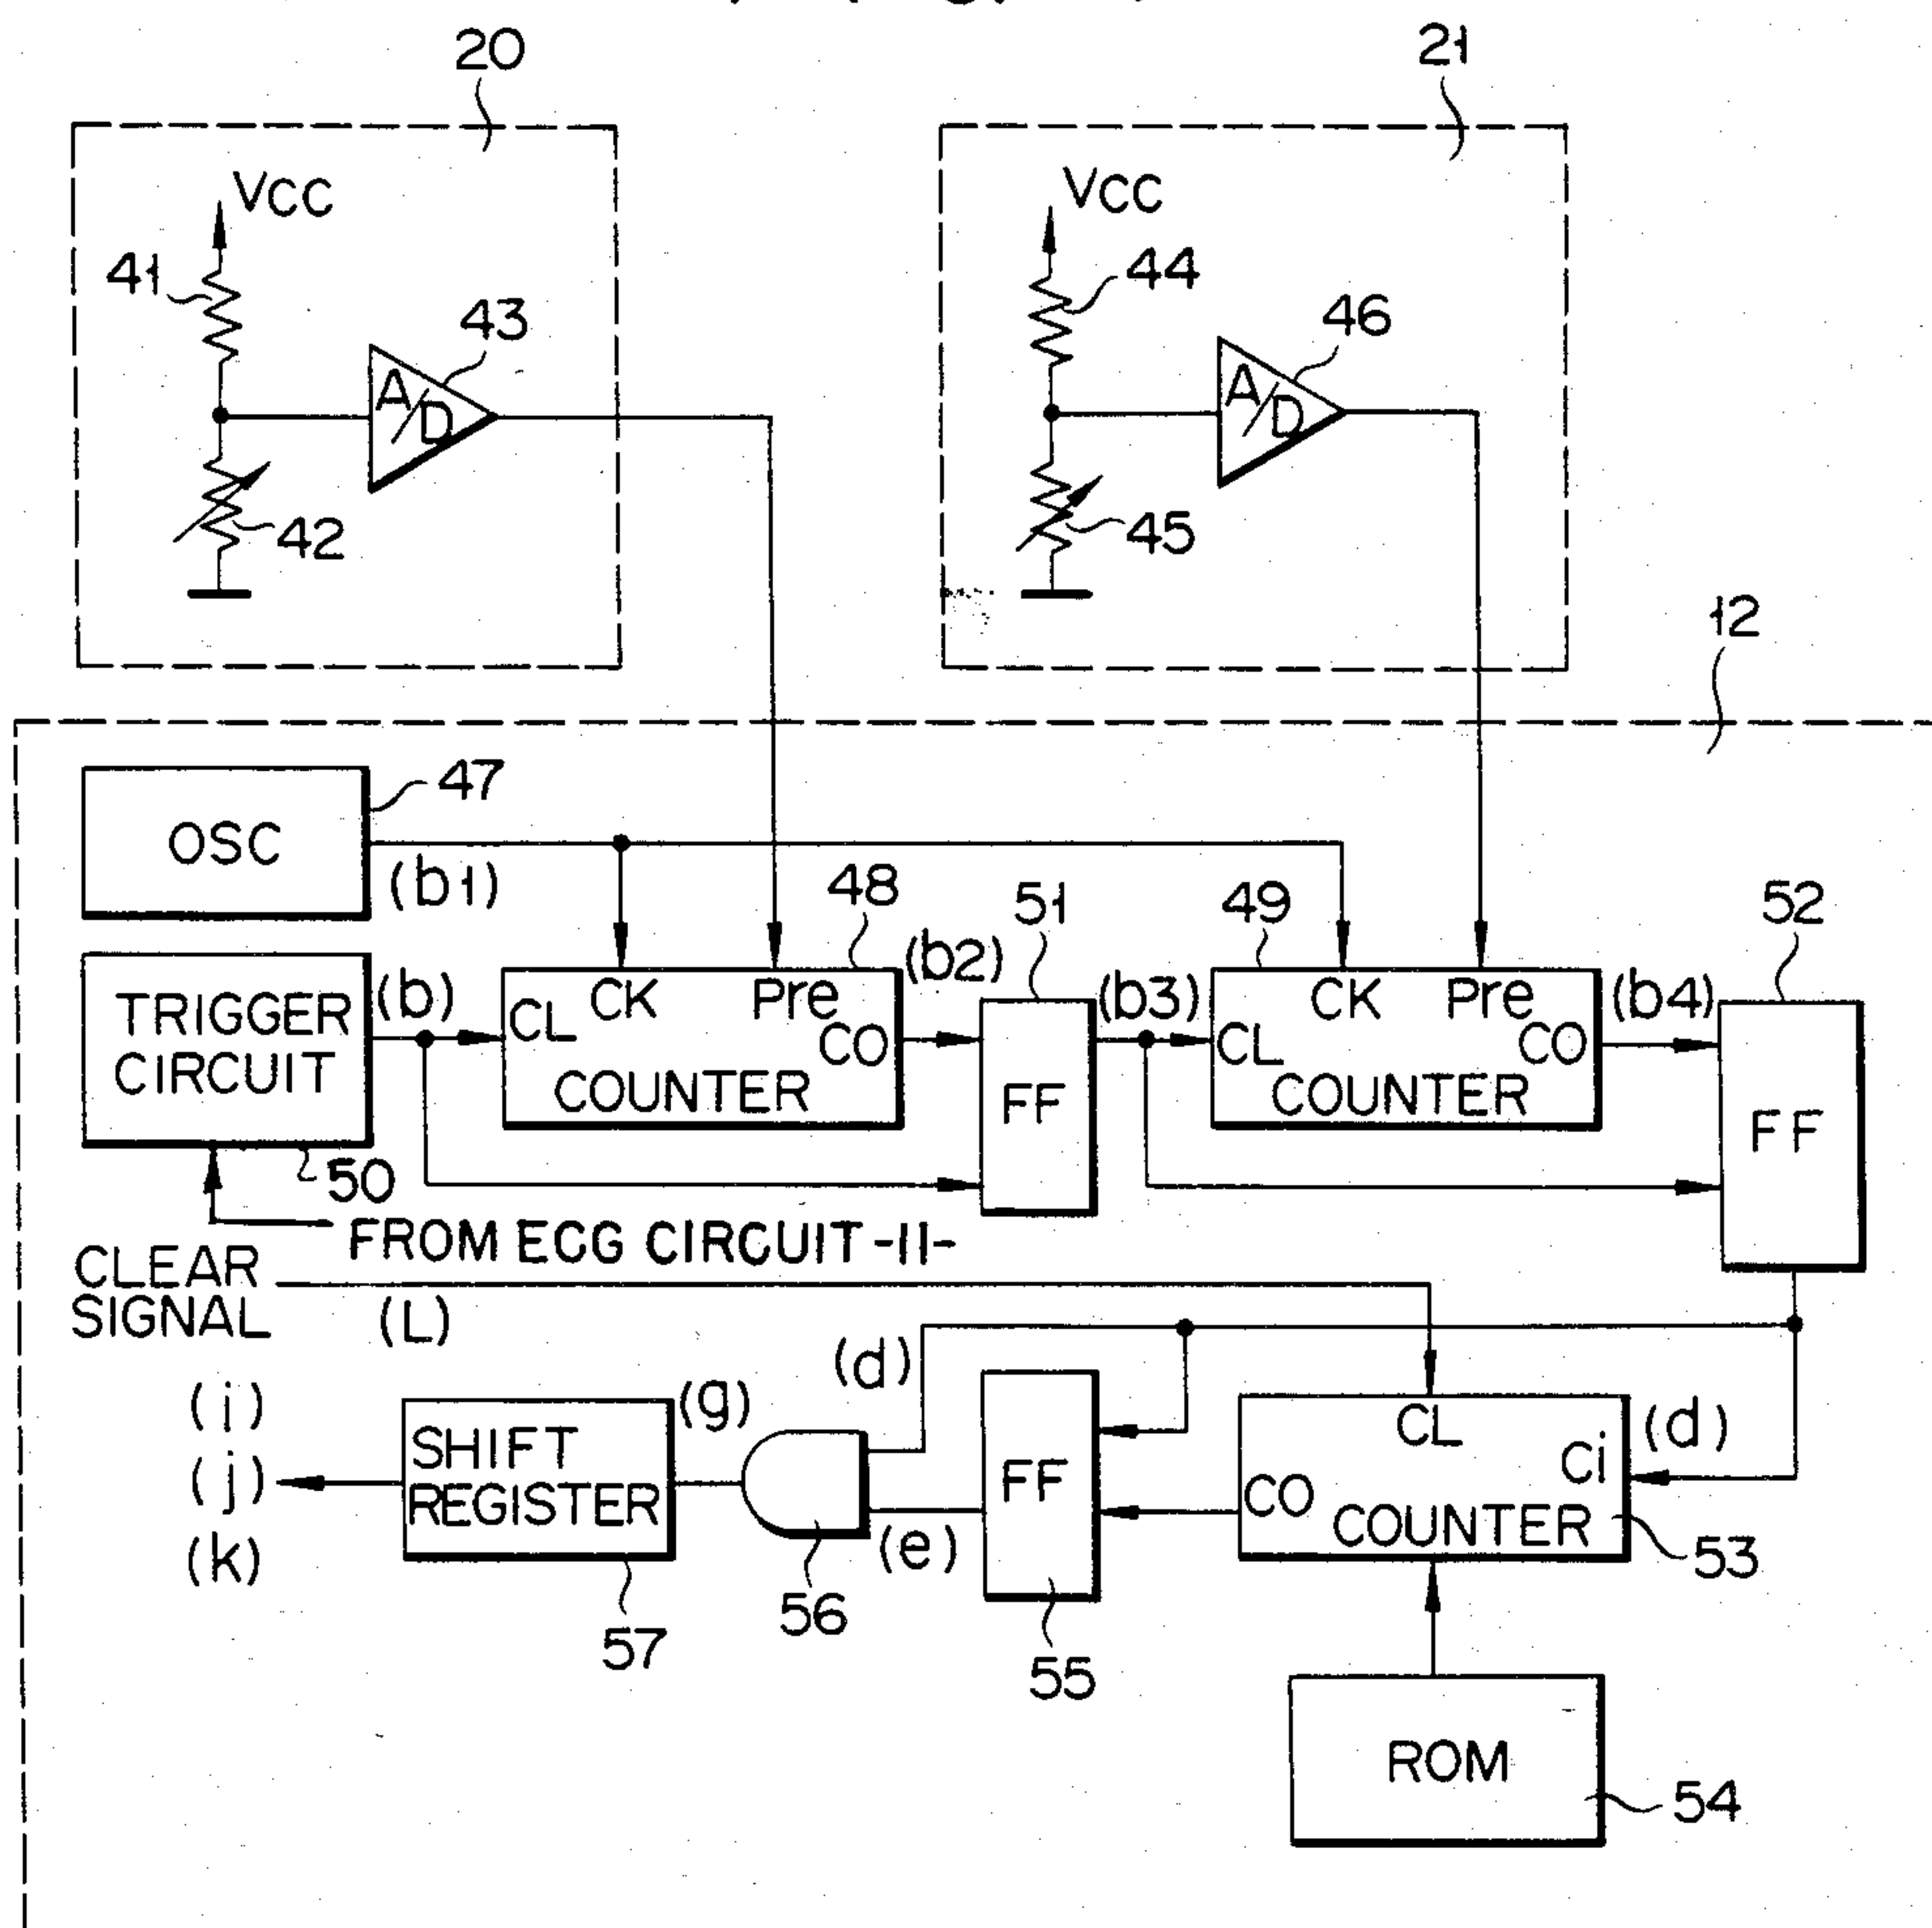 20
21
VCC
VCC
41
44
43
46
42
45
12
OSC
47
(b1)
48
51
49
52
TRIGGER
CIRCUIT
(b)
CL
CK
Pre
CO
COUNTER
(b2)
FF
(b3)
CL
CK
Pre
CO
COUNTER
(b4)
FF
50
FROM ECG CIRCUIT -11-
CLEAR
SIGNAL
(L)
(d)
(i)
(j)
(k)
SHIFT
REGISTER
(g)
FF
CL
Ci
(d)
CO
COUNTER
(e)
53
56
57
55
ROM
54